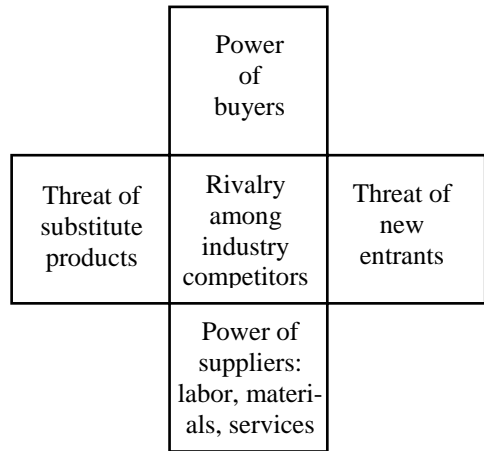 Power
of
buyers
Threat of
substitute
products
Rivalry
among
industry
competitors
Threat of
new
entrants
Power of
suppliers:
labor, materi-
als, services